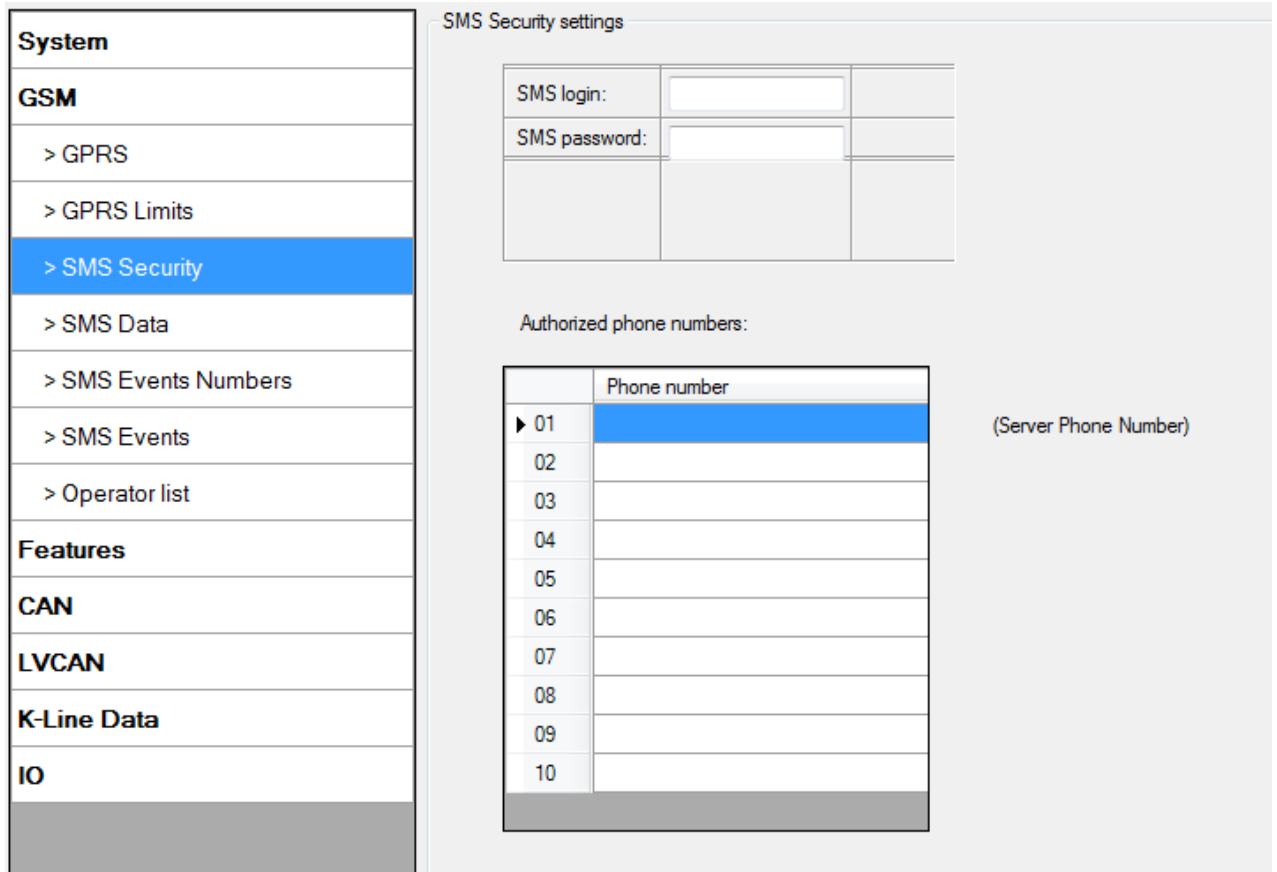 System
GSM
> GPRS
> GPRS Limits
> SMS Security
> SMS Data
> SMS Events Numbers
> SMS Events
> Operator list
Features
CAN
LVCAN
K-Line Data
IO
SMS Security settings
SMS login:
SMS password:
Authorized phone numbers:
Phone number
01 (Server Phone Number)
02
03
04
05
06
07
08
09
10